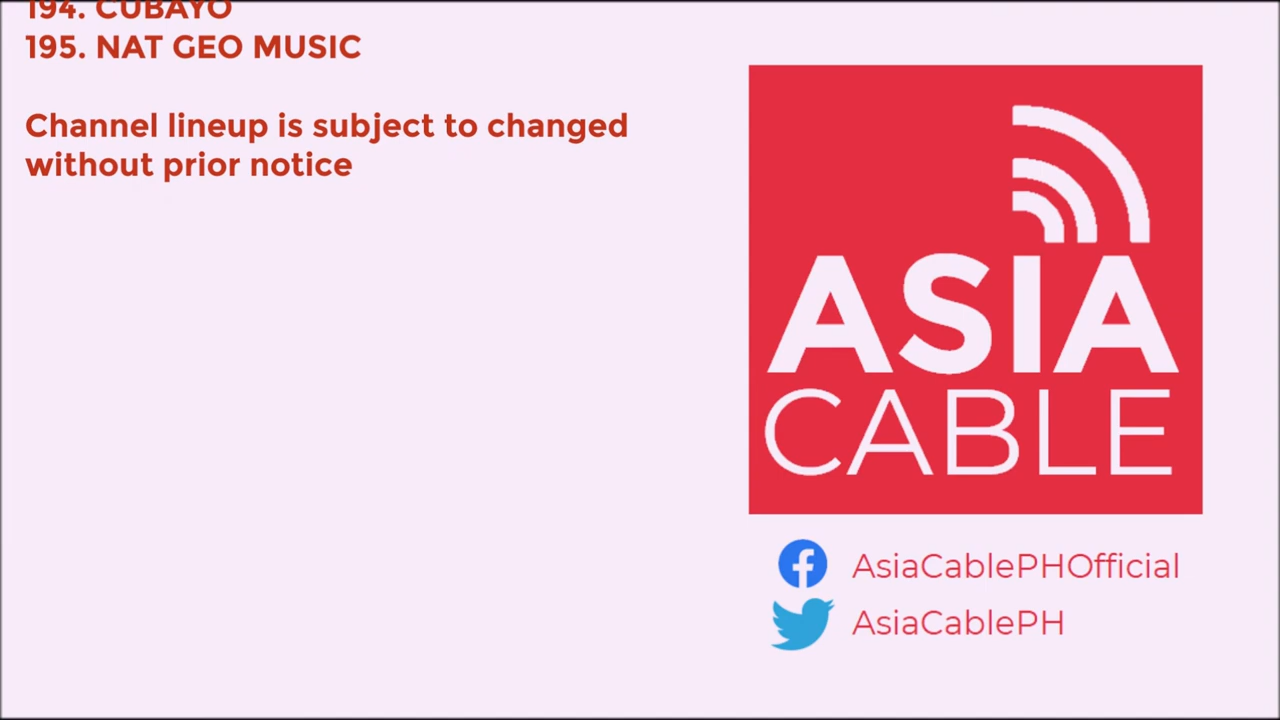 194. CUBAYO
195. NAT GEO MUSIC
Channel lineup is subject to changed
without prior notice
ASIA
CABLE
AsiaCablePHOfficial
AsiaCablePH